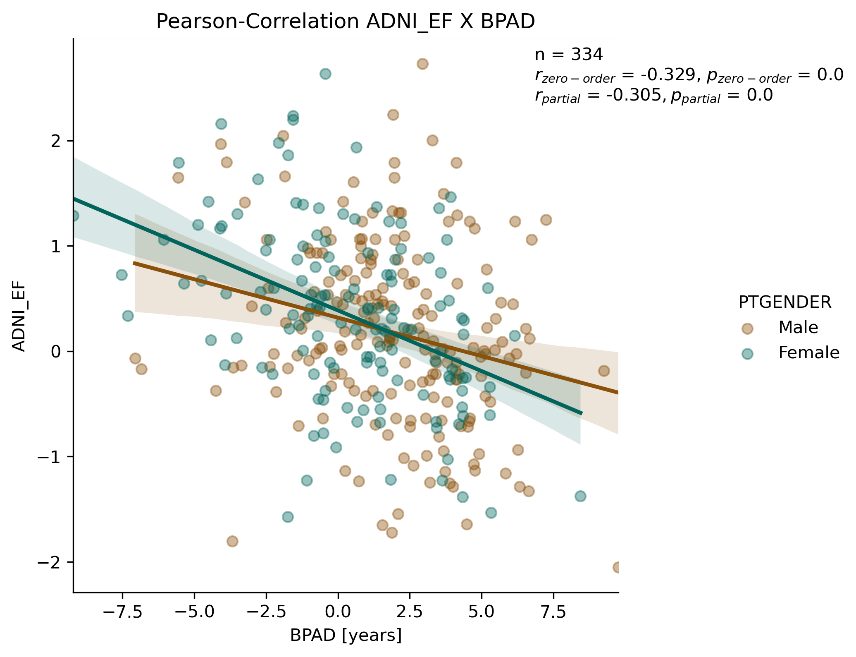 Pearson-Correlation ADNI_EF X BPAD
n = 334
r_zero−order = -0.329, p_zero−order = 0.0
r_partial = -0.305, p_partial = 0.0
2
1
0
−1
−2
ADNI_EF
PTGENDER
Male
Female
−7.5 −5.0 −2.5 0.0 2.5 5.0 7.5
BPAD [years]